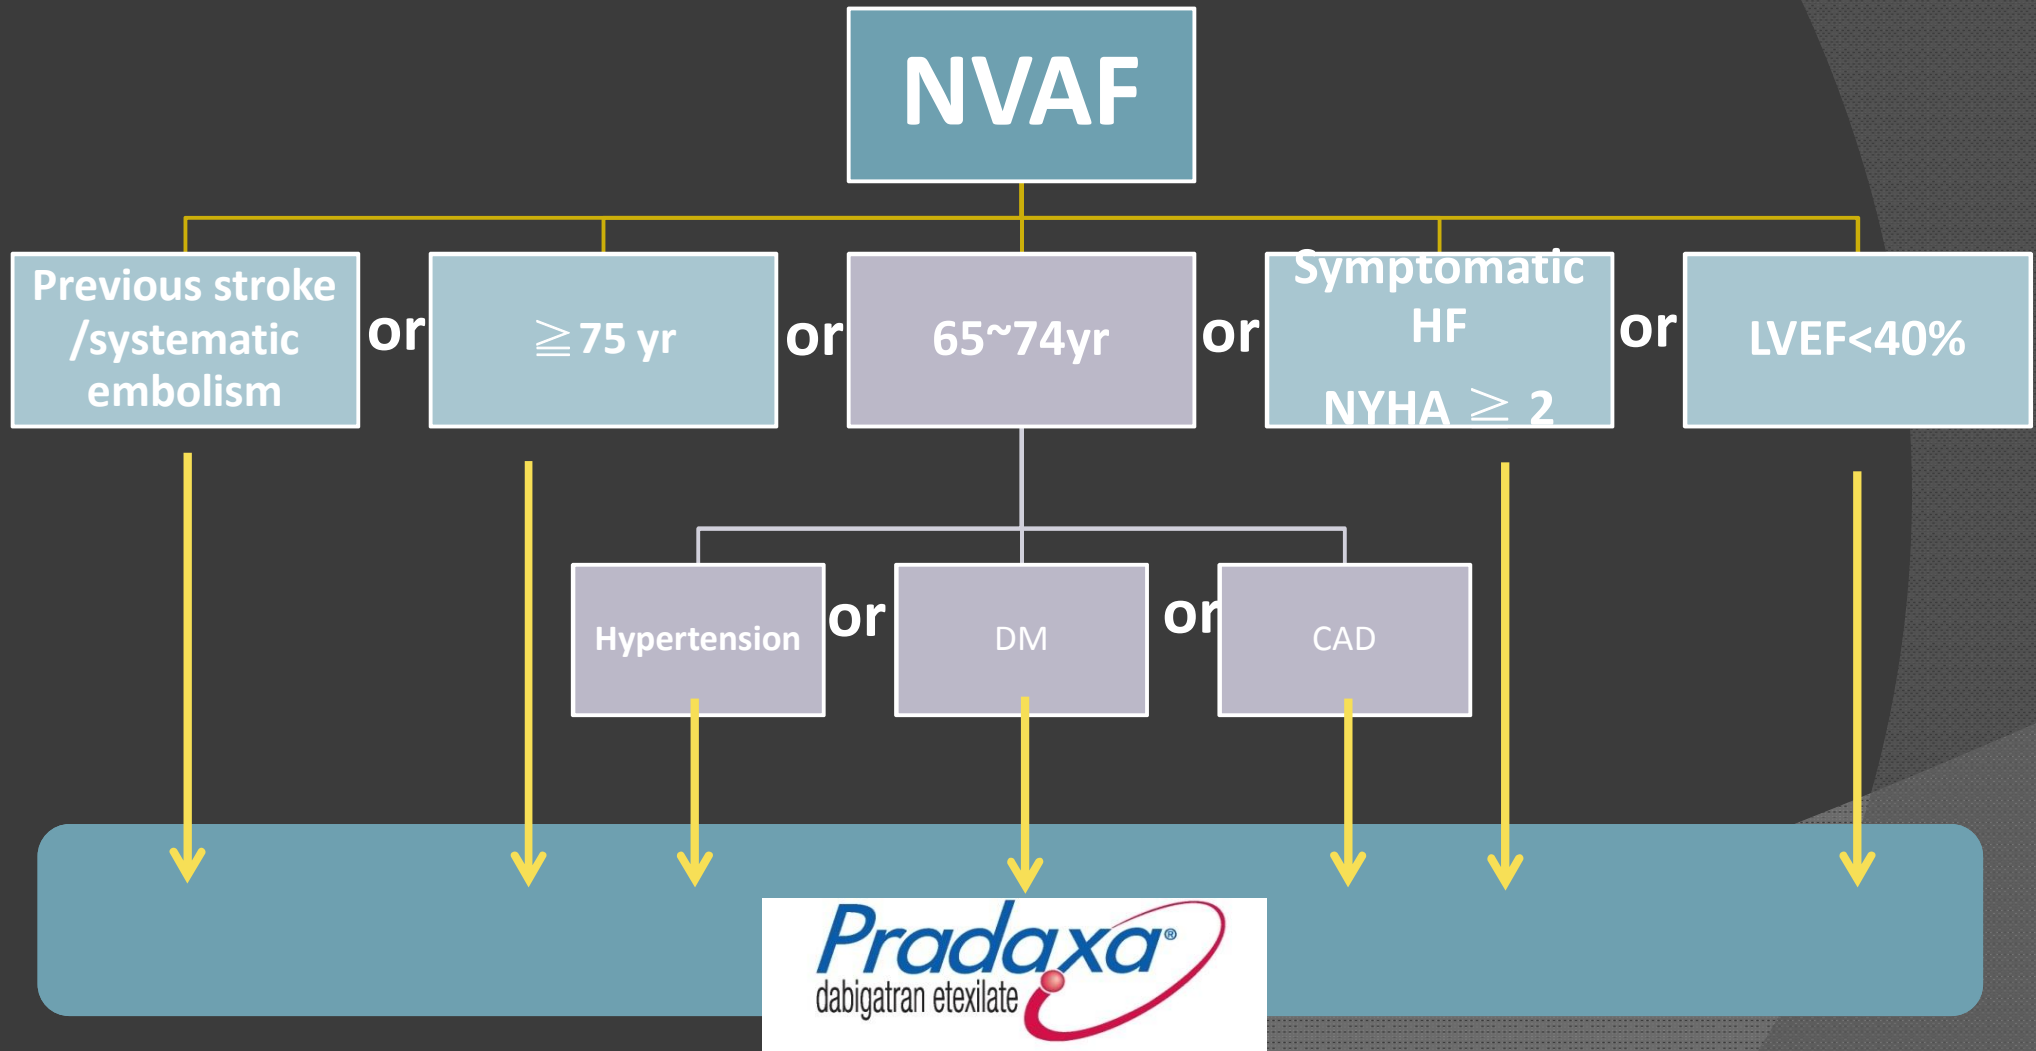 NVAF
Previous stroke
/systematic
embolism
or
≧75 yr
or
65~74yr
or
Symptomatic
HF
NYHA ≧ 2
or
LVEF<40%
Hypertension
or
DM
or
CAD
Pradaxa®
dabigatran etexilate